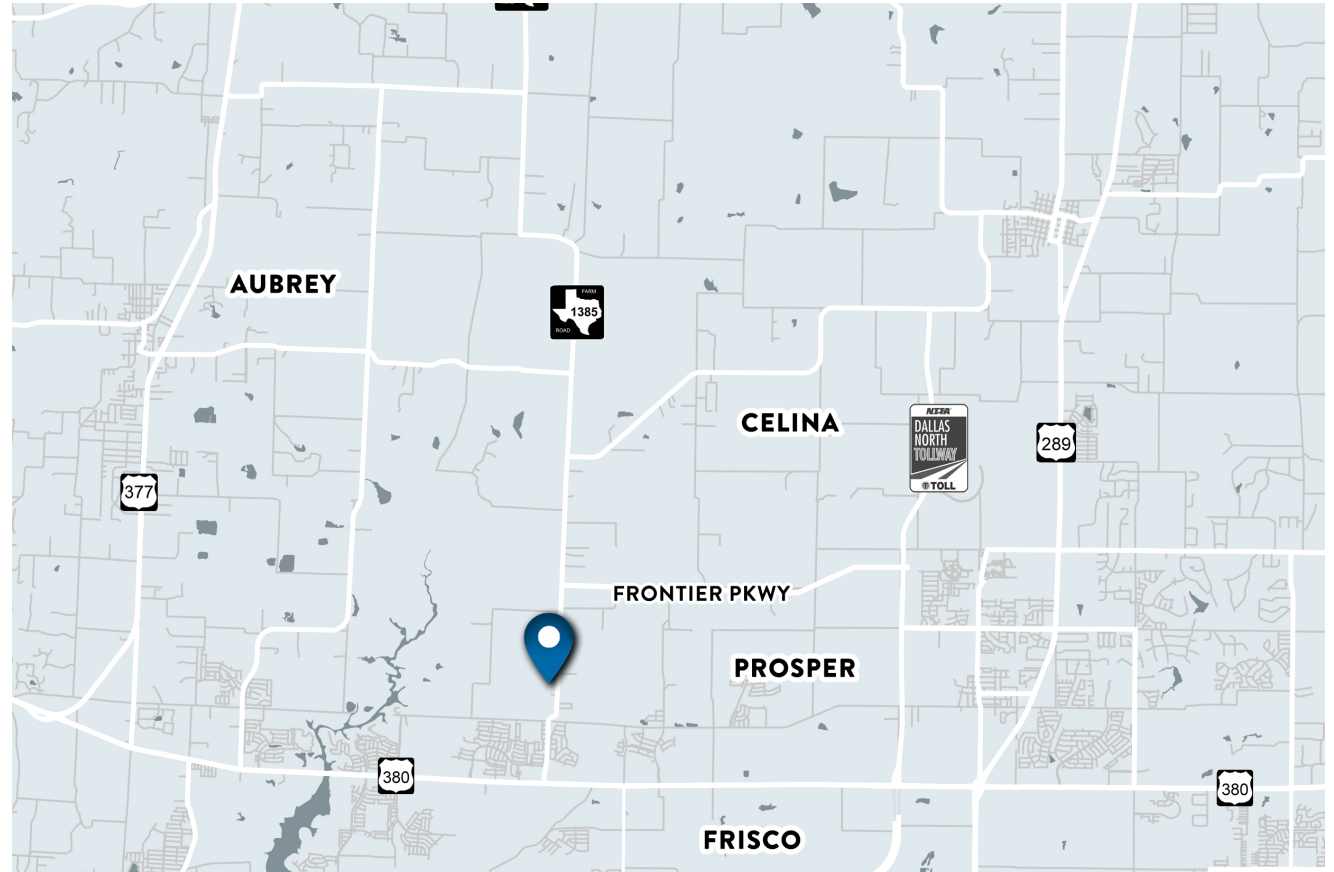 AUBREY
FARM
1385
ROAD
CELINA
NTTA
DALLAS
NORTH
TOLLWAY
TOLL
289
377
FRONTIER PKWY
PROSPER
380
380
FRISCO